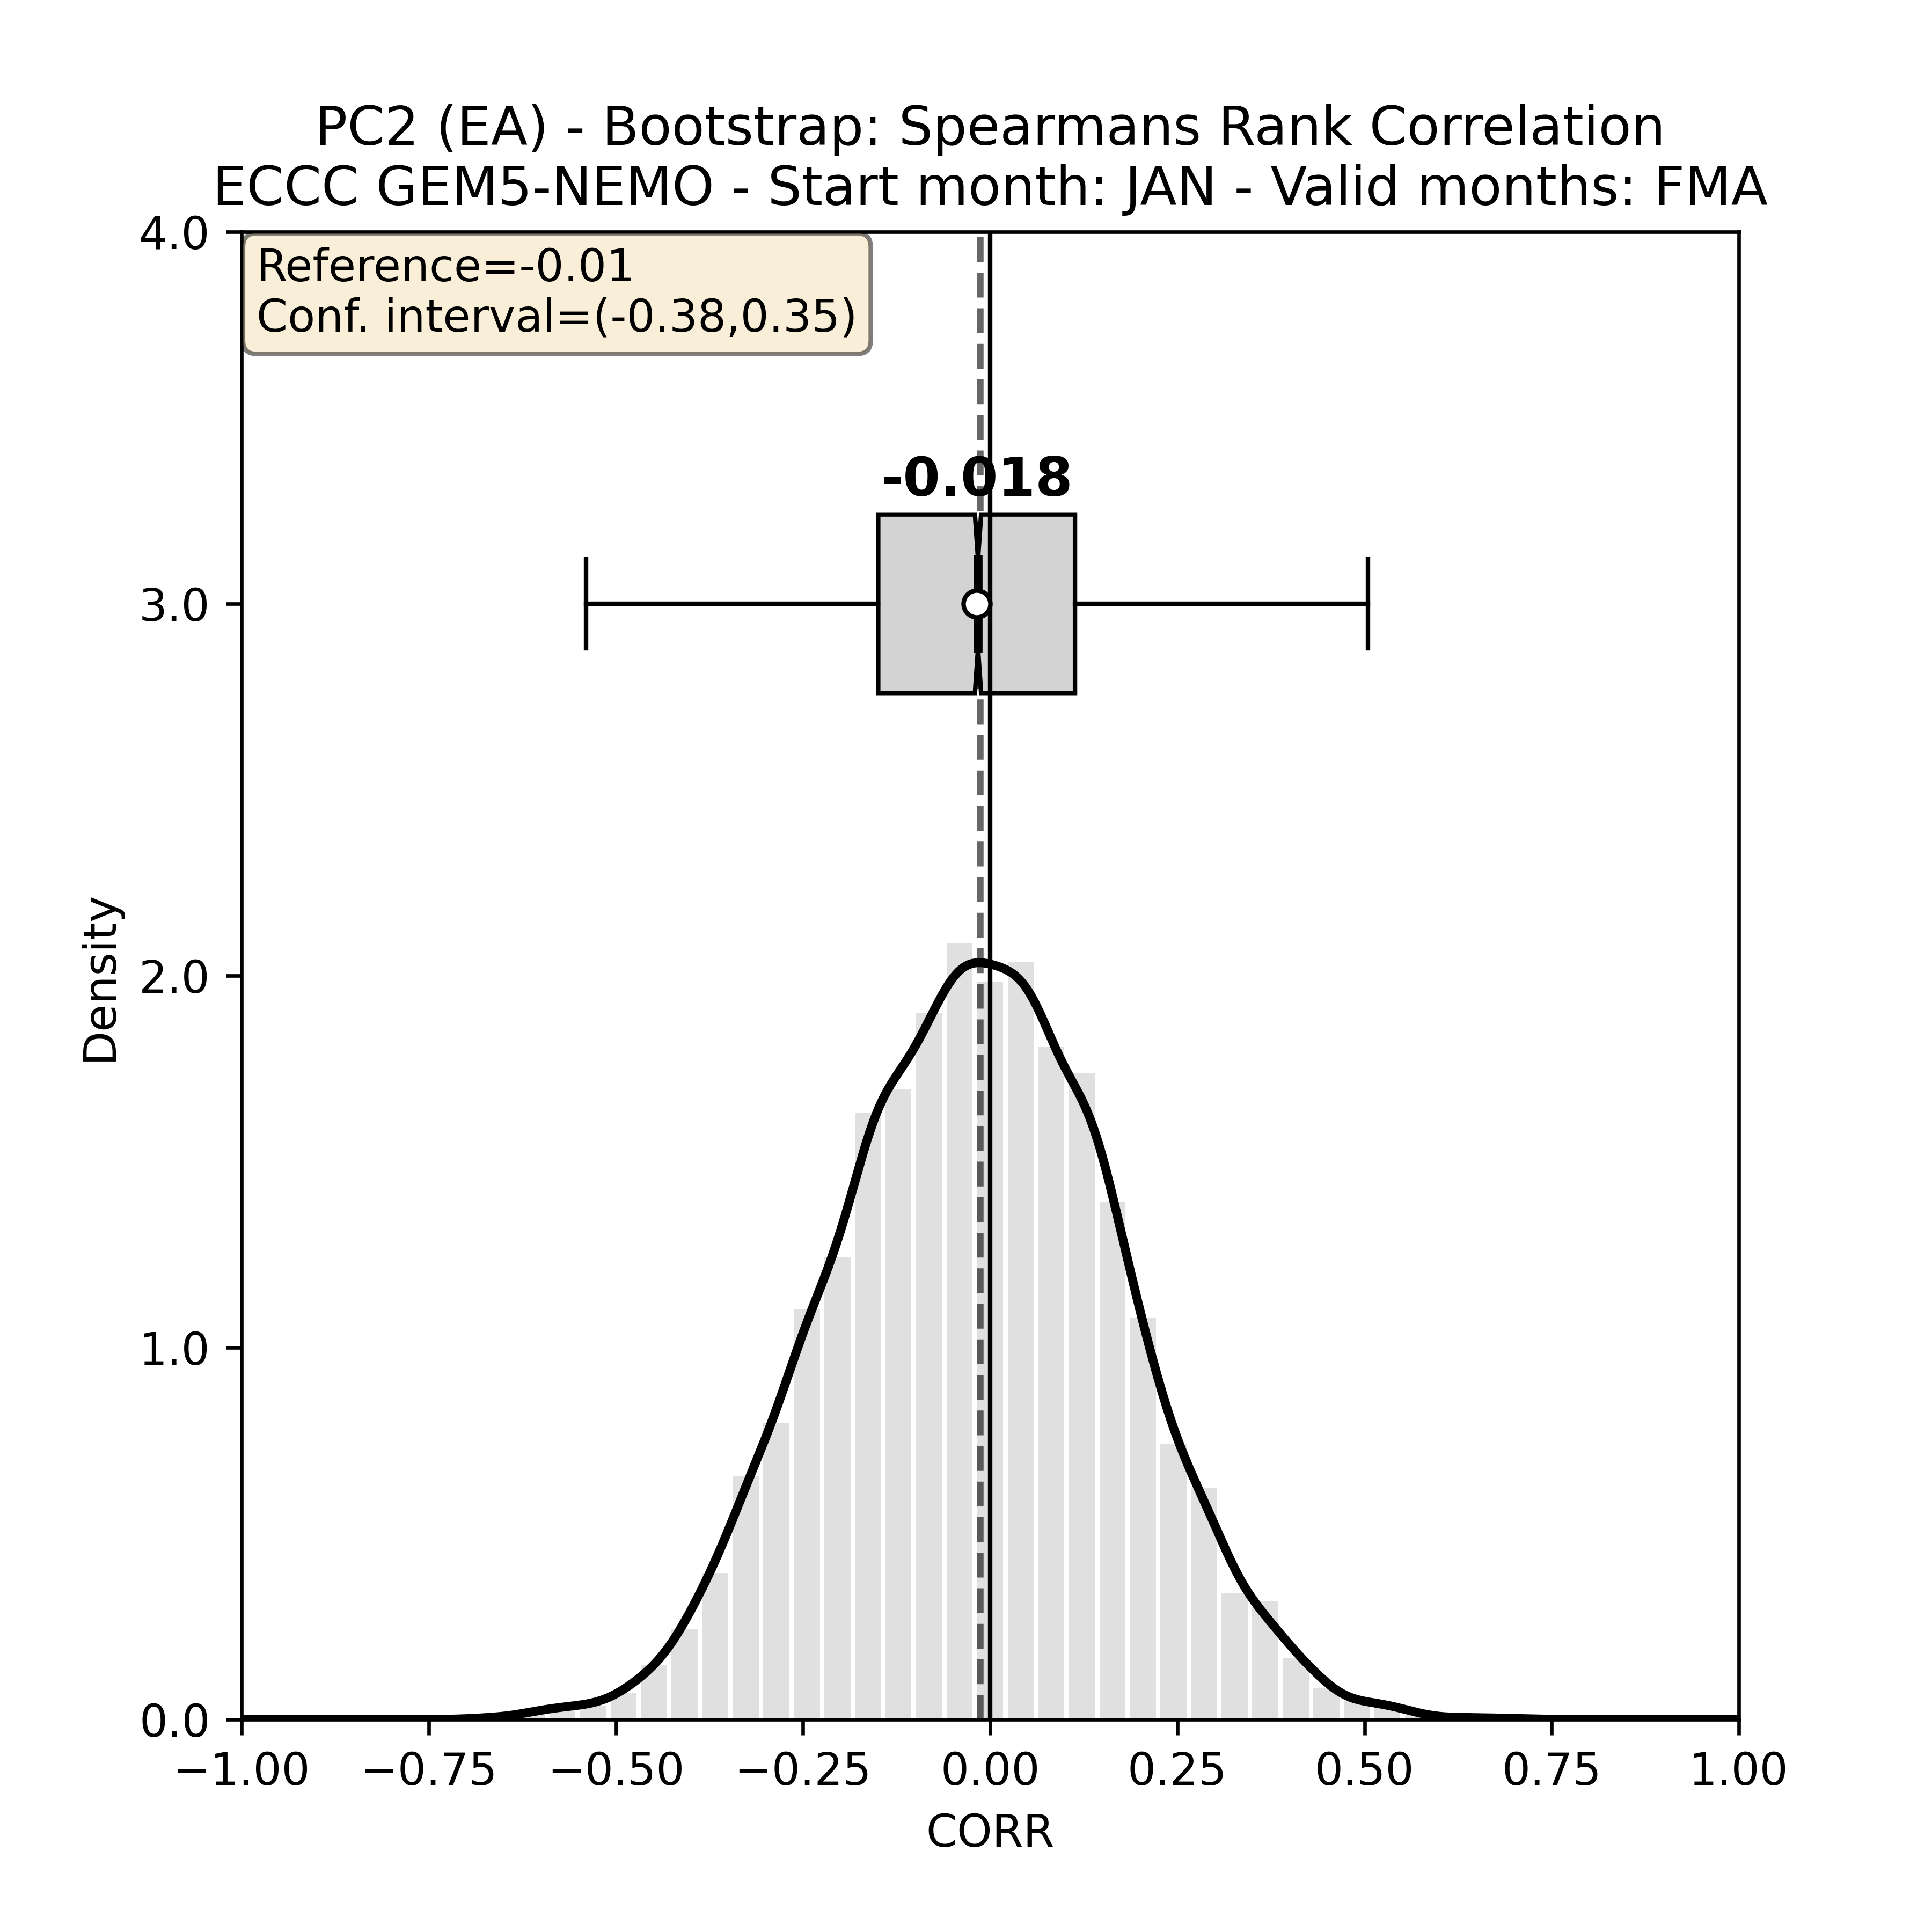 PC2 (EA) - Bootstrap: Spearmans Rank Correlation
ECCC GEM5-NEMO - Start month: JAN - Valid months: FMA
Reference=-0.01
Conf. interval=(-0.38,0.35)
-0.018
4.0
3.0
2.0
1.0
0.0
Density
−1.00 −0.75 −0.50 −0.25 0.00 0.25 0.50 0.75 1.00
CORR